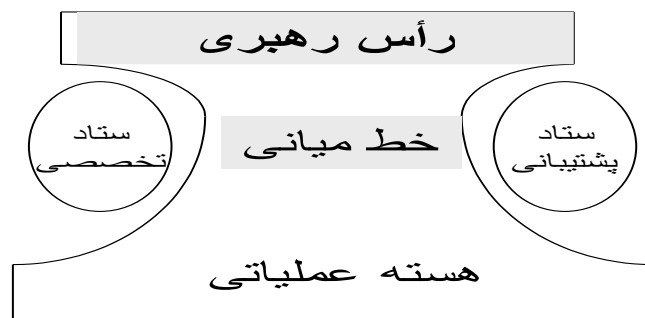 رأس رهبری
ستاد
پشتیبانی
خط میانی
ستاد
تخصصی
هسته عملیاتی